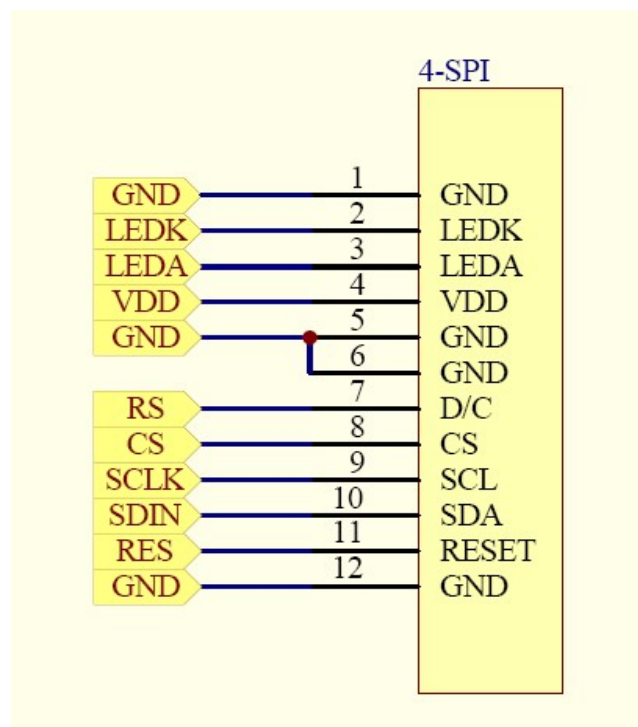 4-SPI
GND 1 GND
LEDK 2 LEDK
LEDA 3 LEDA
VDD 4 VDD
GND 5 GND
6 GND
RS 7 D/C
CS 8 CS
SCLK 9 SCL
SDIN 10 SDA
RES 11 RESET
GND 12 GND